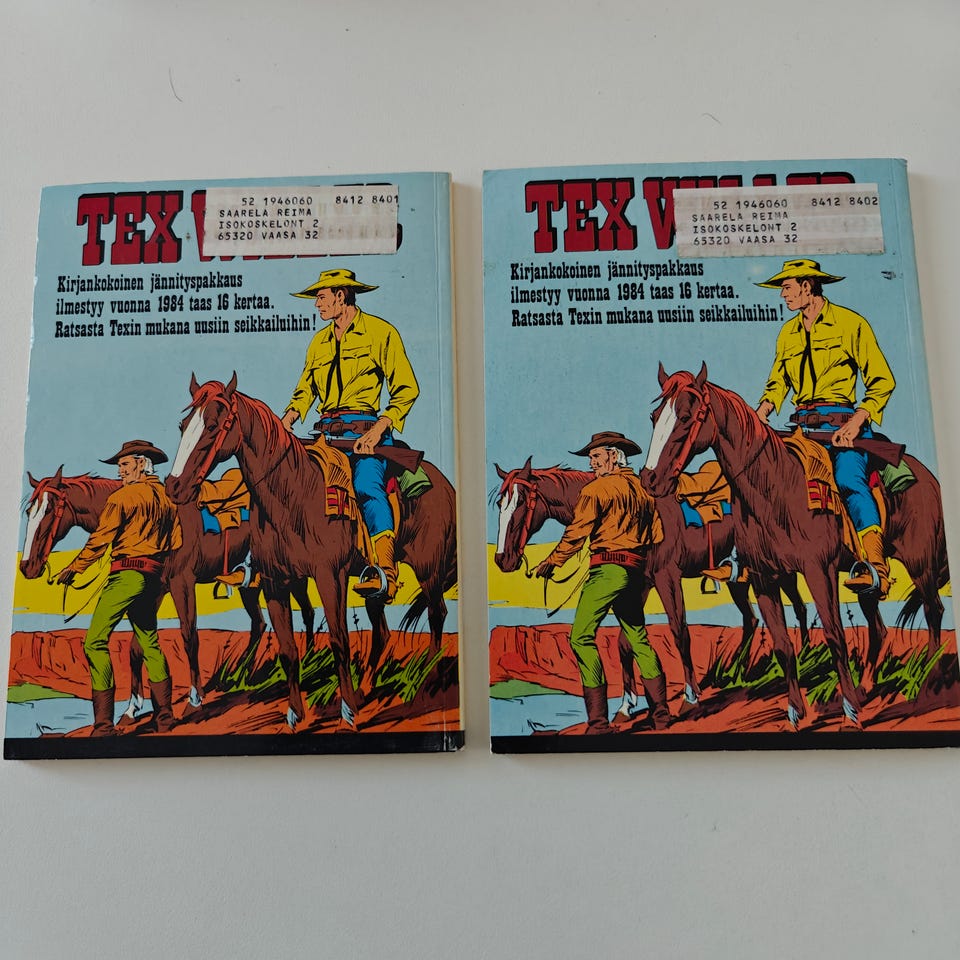 TEX WILLER
52 1946060 8412 8401
SAARELA REIMA
ISOKOSKELONT 2
65320 VAASA 32
Kirjankokoinen jännityspakkaus
ilmestyy vuonna 1984 taas 16 kertaa.
Ratsasta Texin mukana uusiin seikkailuihin!
TEX WILLER
52 1946060 8412 8402
SAARELA REIMA
ISOKOSKELONT 2
65320 VAASA 32
Kirjankokoinen jännityspakkaus
ilmestyy vuonna 1984 taas 16 kertaa.
Ratsasta Texin mukana uusiin seikkailuihin!